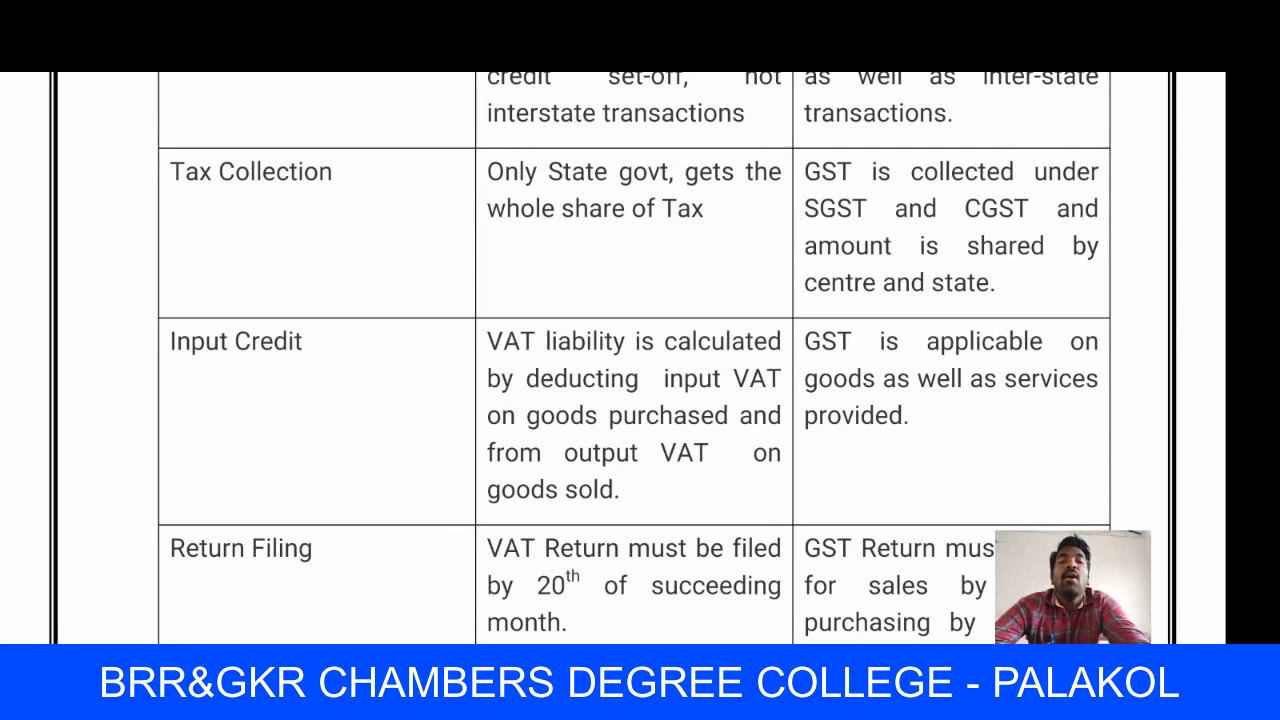 credit set-off, not
interstate transactions
as well as inter-state
transactions.
Tax Collection
Only State govt, gets the
whole share of Tax
GST is collected under
SGST and CGST and
amount is shared by
centre and state.
Input Credit
VAT liability is calculated
by deducting input VAT
on goods purchased and
from output VAT on
goods sold.
GST is applicable on
goods as well as services
provided.
Return Filing
VAT Return must be filed
by 20th of succeeding
month.
GST Return
for sales by
purchasing by
BRR&GKR CHAMBERS DEGREE COLLEGE - PALAKOL